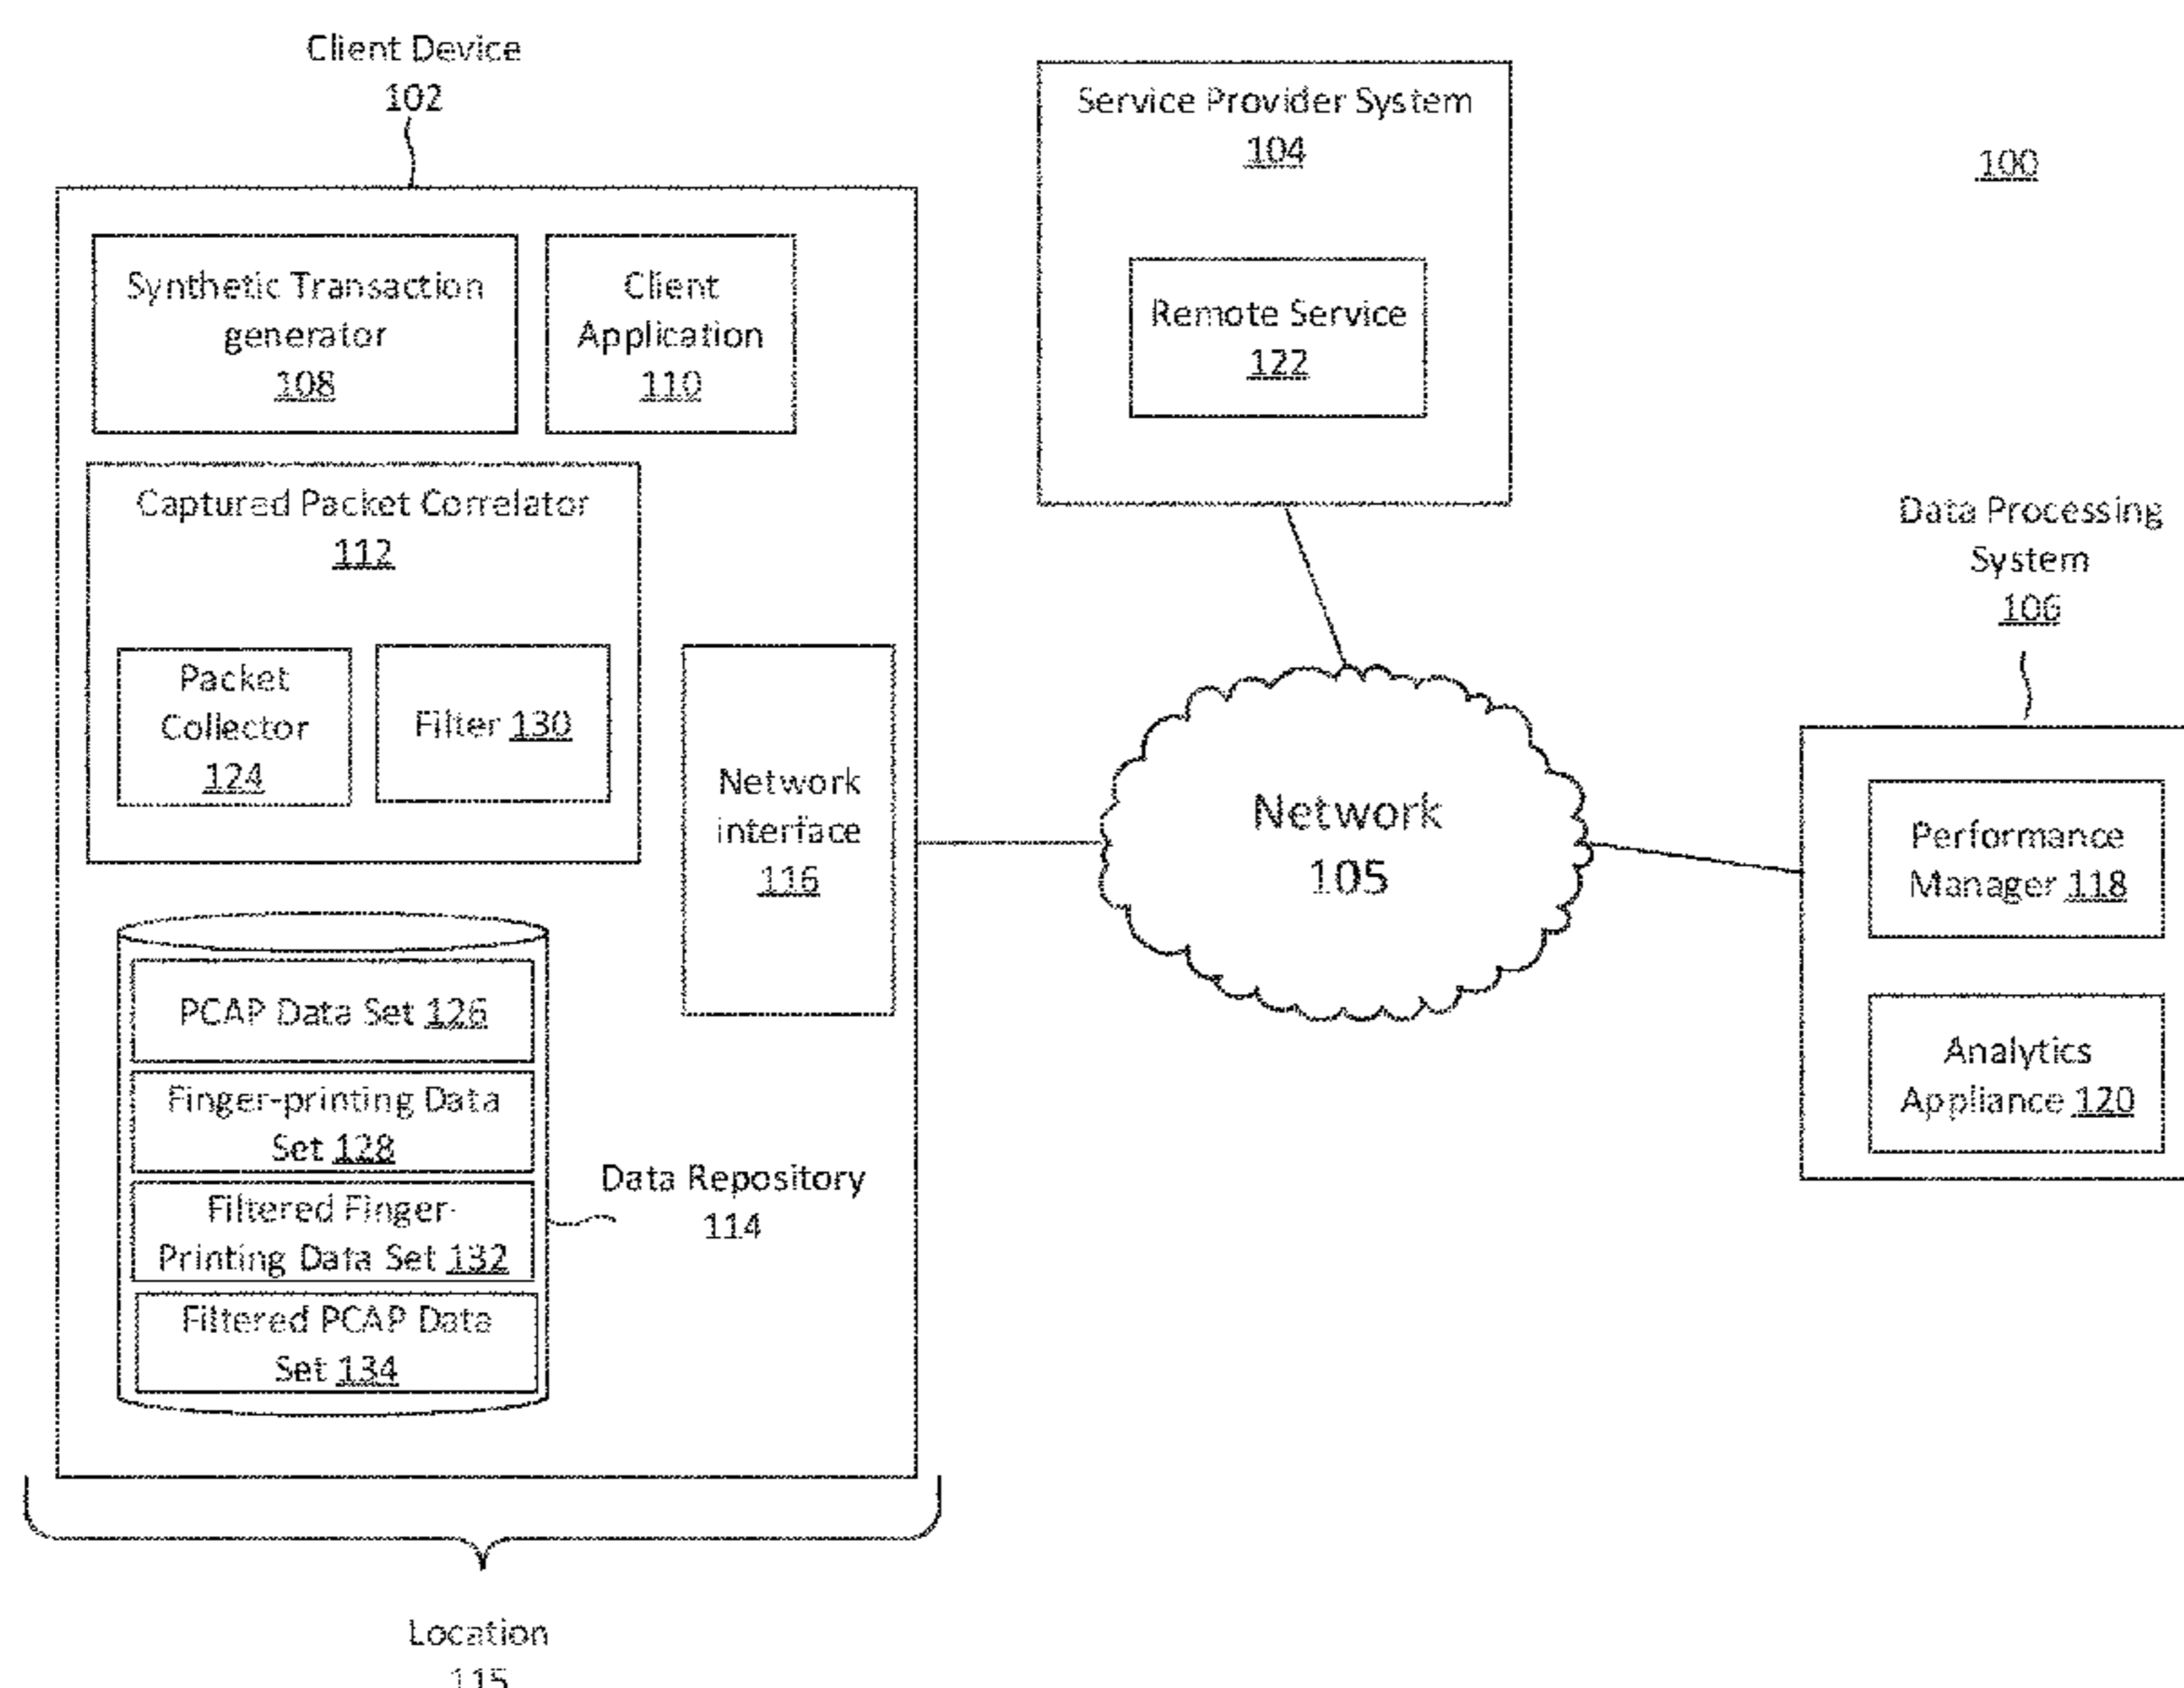 Client Device
102
Synthetic Transaction
generator
108
Client
Application
110
Captured Packet Correlator
112
Packet
Collector
124
Filter 130
Network
interface
116
PCAP Data Set 126
Finger-printing Data
Set 128
Filtered Finger-
Printing Data Set 132
Filtered PCAP Data
Set 134
Data Repository
114
Location
115
Service Provider System
104
Remote Service
122
Network
105
100
Data Processing
System
106
Performance
Manager 118
Analytics
Appliance 120